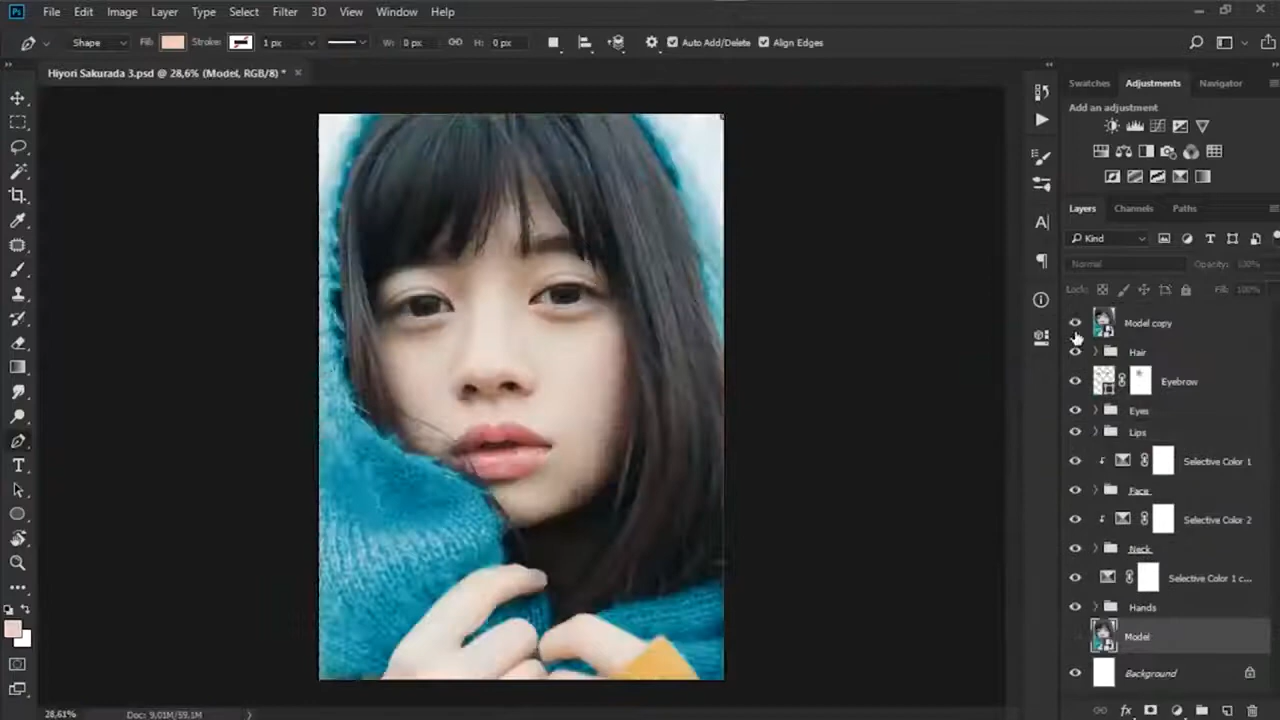 Ps File Edit Image Layer Type Select Filter 3D View Window Help
Shape Fill: Stroke: 1 px W: 0 px H: 0 px Auto Add/Delete Align Edges
Hiyori Sakurada 3.psd @ 28,6% (Model, RGB/8) *
Swatches Adjustments Navigator
Add an adjustment
Layers Channels Paths
Kind
Normal Opacity: 100%
Lock: Fill: 100%
Model copy
Hair
Eyebrow
Eyes
Lips
Selective Color 1
Face
Selective Color 2
Neck
Selective Color 1 c...
Hands
Model
Background
28,61% Doc: 9,01M/59,1M